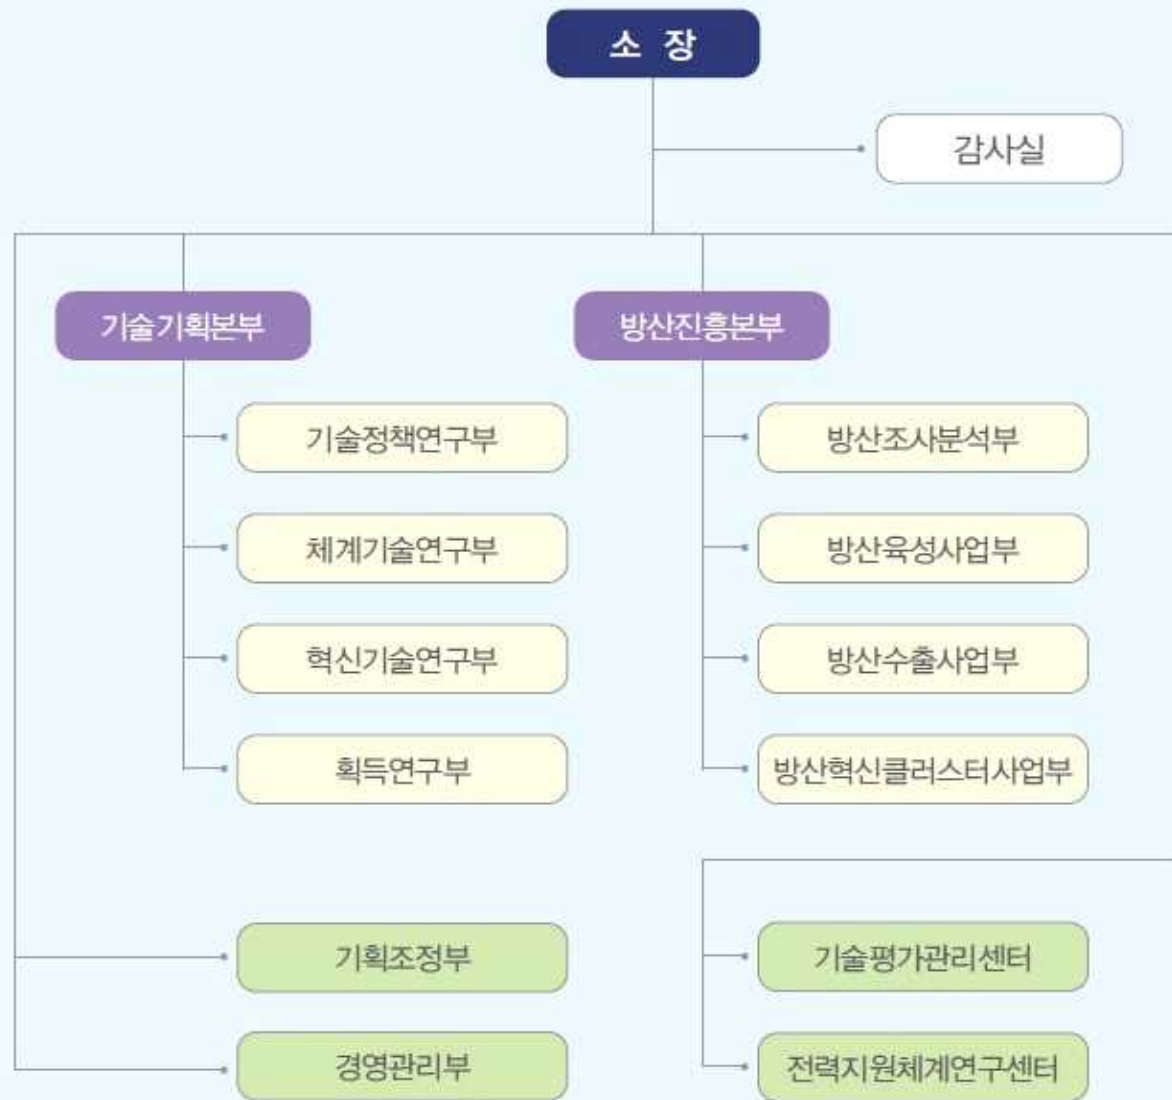 소 장
감사실
기술기획본부
방산진흥본부
기술정책연구부
방산조사분석부
체계기술연구부
방산육성사업부
혁신기술연구부
방산수출사업부
획득연구부
방산혁신클러스터사업부
기획조정부
기술평가관리센터
경영관리부
전력지원체계연구센터